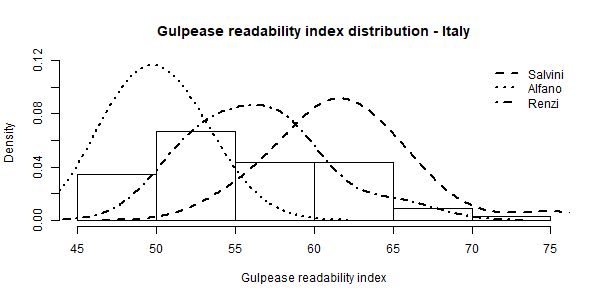 Gulpease readability index distribution - Italy
Density
0.00
0.04
0.08
0.12
45 50 55 60 65 70 75
Gulpease readability index
Salvini
Alfano
Renzi